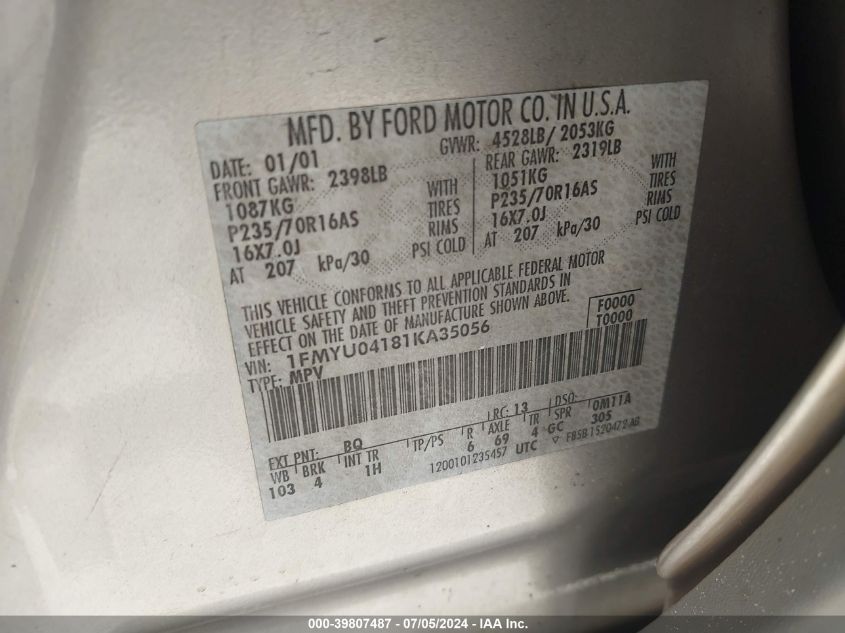 MFD. BY FORD MOTOR CO. IN U.S.A.
DATE: 01/01 GVWR: 4528LB/ 2053KG
FRONT GAWR: 2398LB REAR GAWR: 2319LB
1087KG WITH 1051KG WITH
P235/70R16AS TIRES P235/70R16AS TIRES
16X7.0J RIMS 16X7.0J RIMS
AT 207 kPa/30 PSI COLD AT 207 kPa/30 PSI COLD
THIS VEHICLE CONFORMS TO ALL APPLICABLE FEDERAL MOTOR
VEHICLE SAFETY AND THEFT PREVENTION STANDARDS IN
EFFECT ON THE DATE OF MANUFACTURE SHOWN ABOVE.
VIN: 1FMYU04181KA35056 F0000
TYPE: MPV T0000
EXT PNT: BQ RC: 13 DSO:
WB BRK INT TR TP/PS R AXLE TR SPR 0M11A
103 4 1H 6 69 4 GC 305
1200101235457 UTC ▽ F85B 1520472 AB
000-39807487 - 07/05/2024 - IAA Inc.